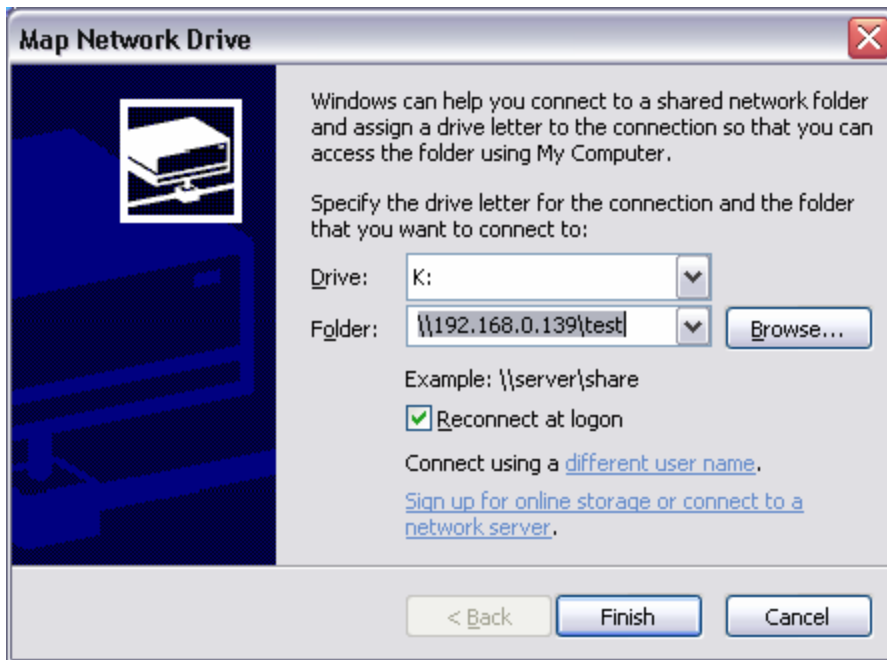 Map Network Drive
Windows can help you connect to a shared network folder
and assign a drive letter to the connection so that you can
access the folder using My Computer.
Specify the drive letter for the connection and the folder
that you want to connect to:
Drive: K:
Folder: \\192.168.0.139\test Browse...
Example: \\server\share
Reconnect at logon
Connect using a different user name.
Sign up for online storage or connect to a
network server.
< Back Finish Cancel